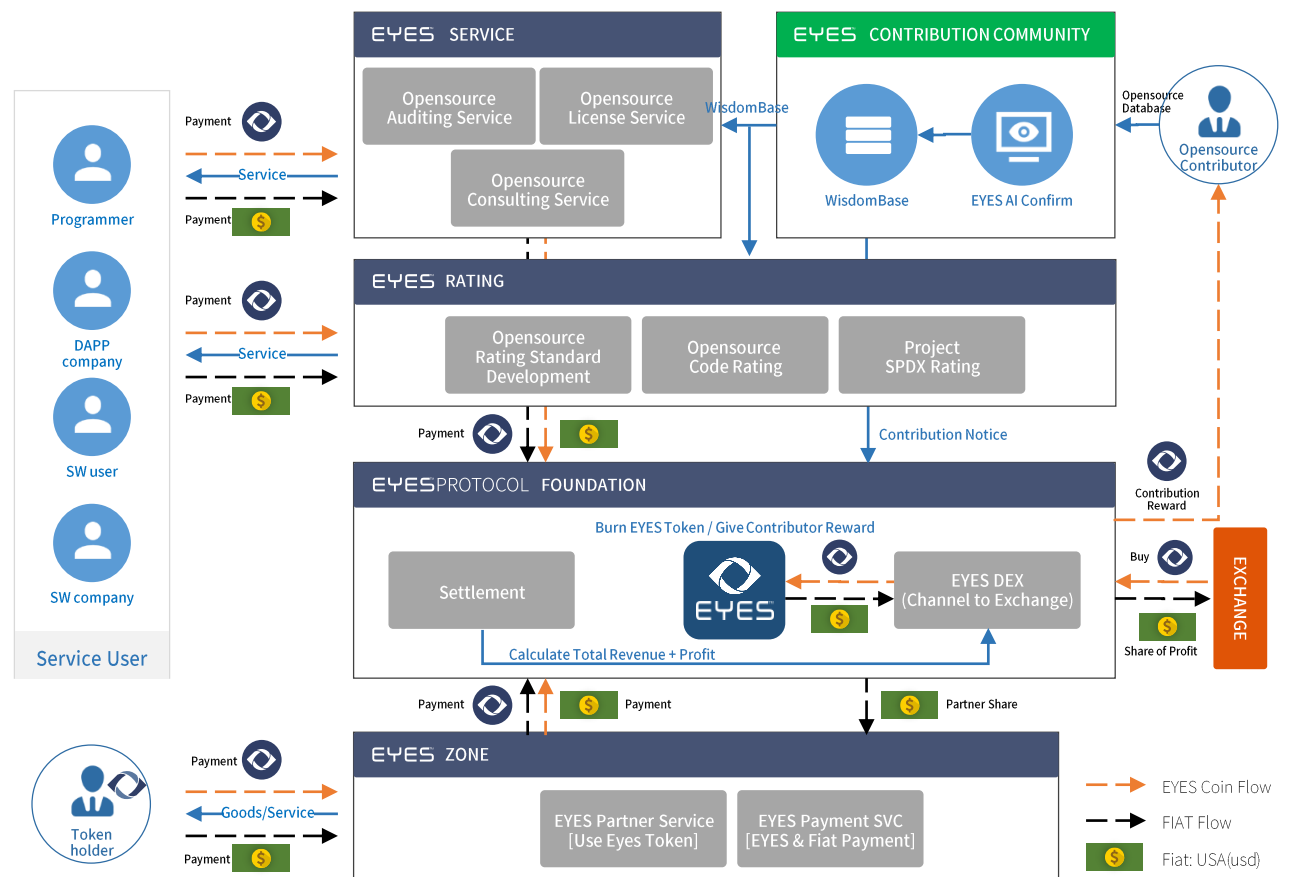 EYES SERVICE
Opensource
Auditing Service
Opensource
License Service
Opensource
Consulting Service
WisdomBase
EYES CONTRIBUTION COMMUNITY
WisdomBase
EYES AI Confirm
Opensource
Database
Opensource
Contributor
Programmer
DAPP
company
SW user
SW company
Service User
Payment
Service
Payment
$
Payment
Service
Payment
$
EYES RATING
Opensource
Rating Standard
Development
Opensource
Code Rating
Project
SPDX Rating
Payment
$
Contribution Notice
EYESPROTOCOL FOUNDATION
Burn EYES Token / Give Contributor Reward
Settlement
EYES
$
EYES DEX
(Channel to Exchange)
Calculate Total Revenue + Profit
Contribution
Reward
Buy
$
Share of Profit
EXCHANGE
Payment
$
Payment
$
Partner Share
EYES ZONE
EYES Partner Service
[Use Eyes Token]
EYES Payment SVC
[EYES & Fiat Payment]
Token
holder
Payment
Goods/Service
Payment
$
EYES Coin Flow
FIAT Flow
$
Fiat: USA(usd)